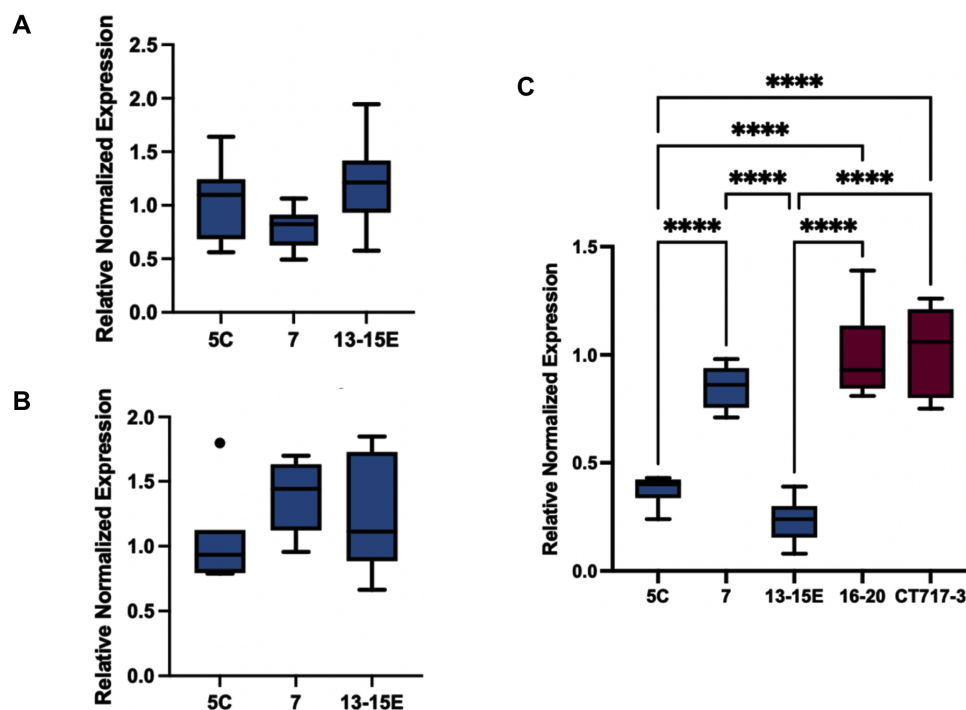 A
Relative Normalized Expression
2.5
2.0
1.5
1.0
0.5
0.0
5C 7 13-15E
B
Relative Normalized Expression
2.0
1.5
1.0
0.5
0.0
5C 7 13-15E
C
****
****
**** ****
**** ****
Relative Normalized Expression
1.5
1.0
0.5
0.0
5C 7 13-15E 16-20 CT717-3